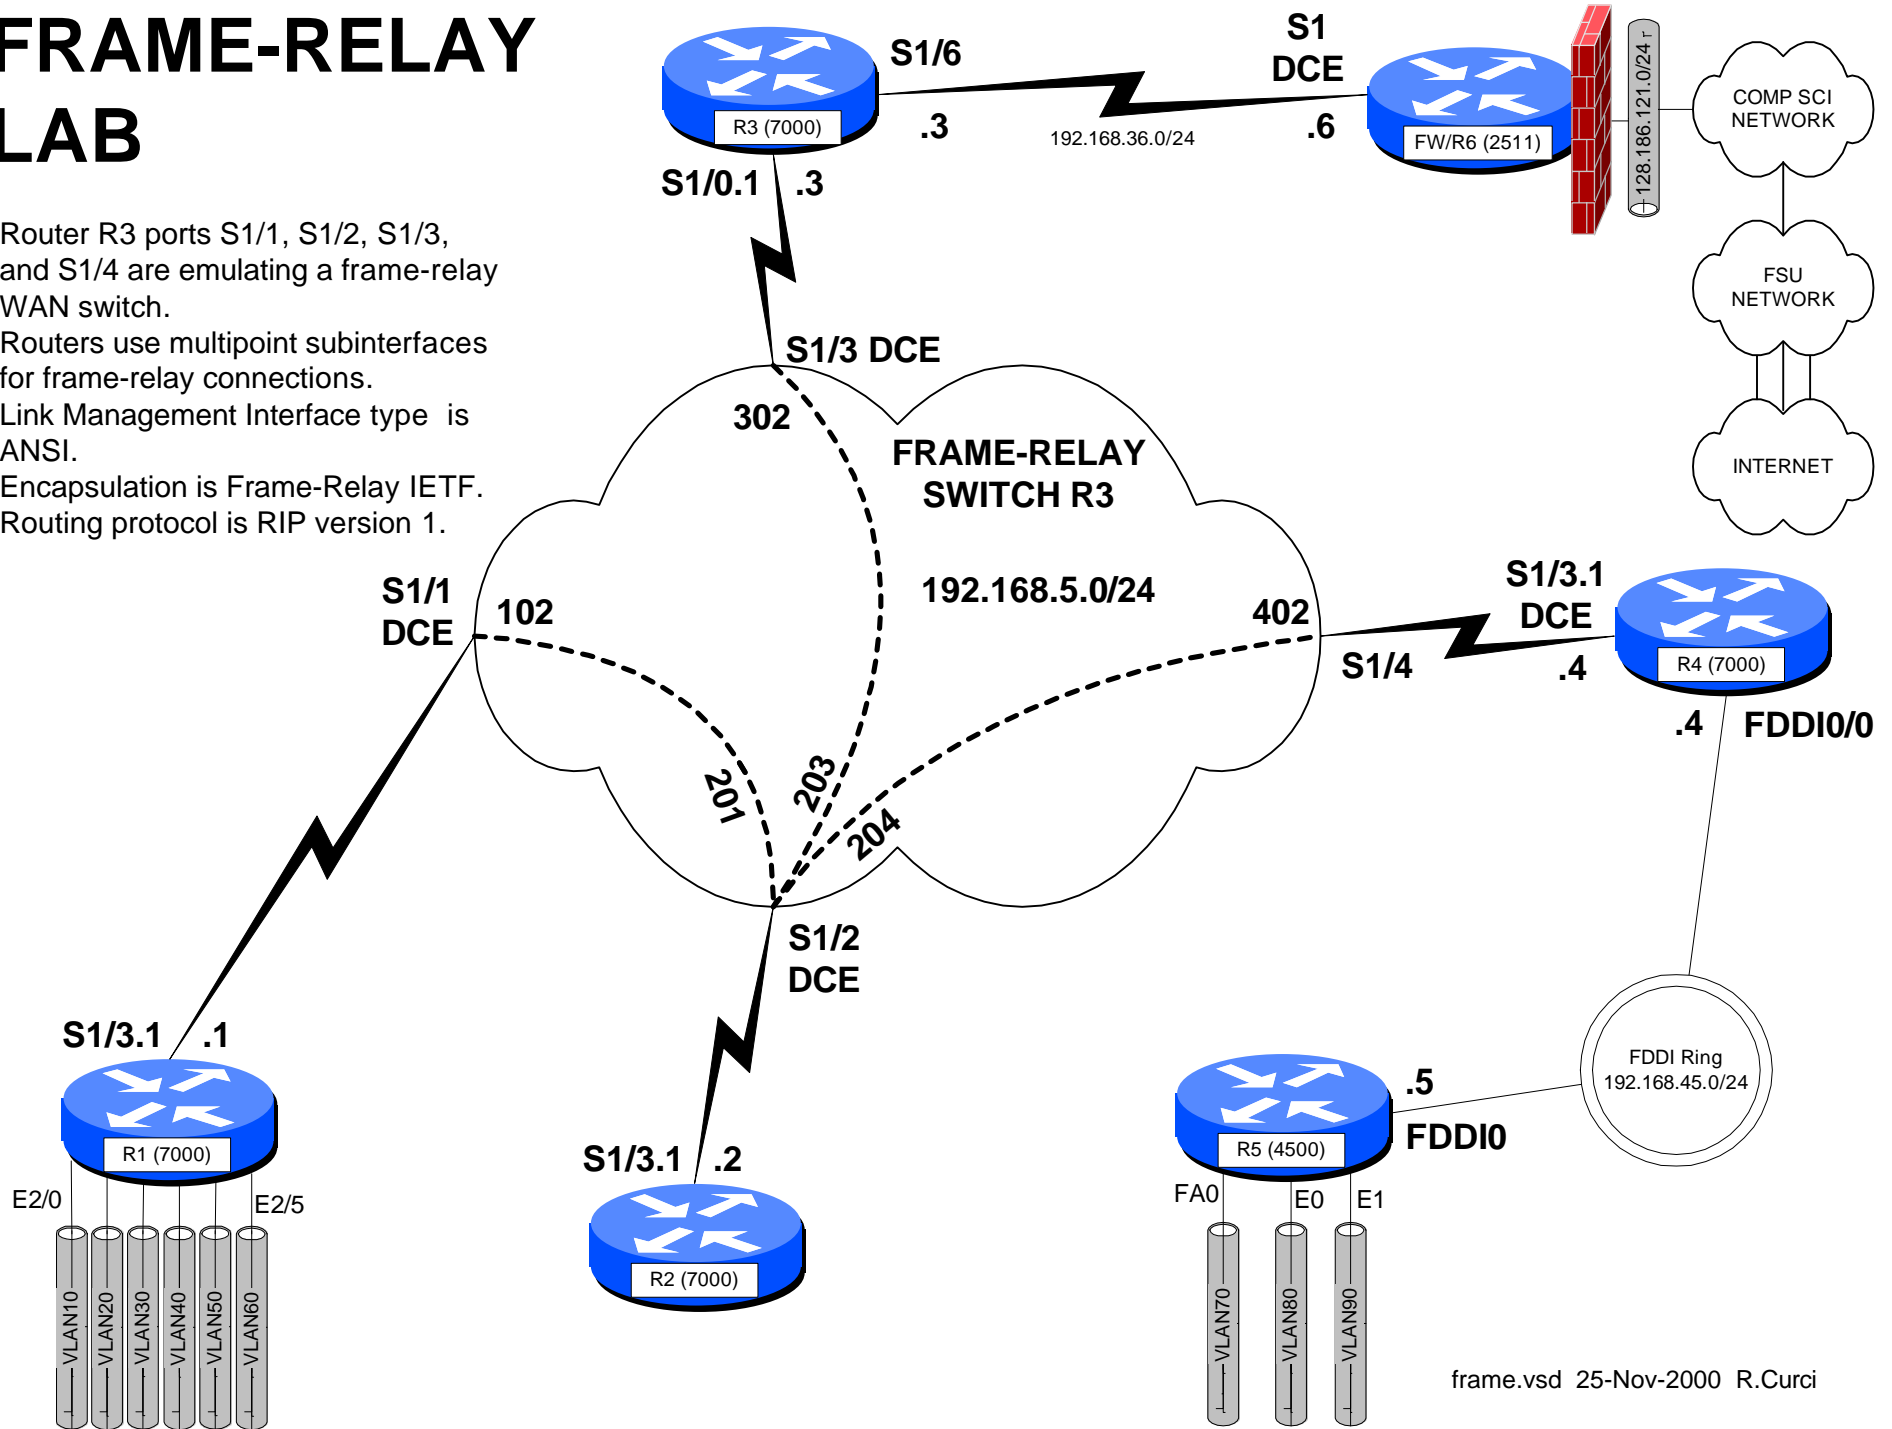 FRAME-RELAY
LAB
Router R3 ports S1/1, S1/2, S1/3,
and S1/4 are emulating a frame-relay
WAN switch.
Routers use multipoint subinterfaces
for frame-relay connections.
Link Management Interface type is
ANSI.
Encapsulation is Frame-Relay IETF.
Routing protocol is RIP version 1.
R3 (7000)
S1/6
.3
192.168.36.0/24
S1
DCE
.6
FW/R6 (2511)
128.186.121.0/24
COMP SCI
NETWORK
FSU
NETWORK
INTERNET
S1/0.1
.3
S1/3 DCE
302
FRAME-RELAY
SWITCH R3
192.168.5.0/24
S1/1
DCE
102
402
S1/4
S1/3.1
DCE
.4
R4 (7000)
.4
FDDI0/0
201
203
204
S1/2
DCE
S1/3.1
.1
R1 (7000)
E2/0
E2/5
VLAN10
VLAN20
VLAN30
VLAN40
VLAN50
VLAN60
S1/3.1
.2
R2 (7000)
FDDI Ring
192.168.45.0/24
.5
FDDI0
R5 (4500)
FA0
E0
E1
VLAN70
VLAN80
VLAN90
frame.vsd 25-Nov-2000 R.Curci